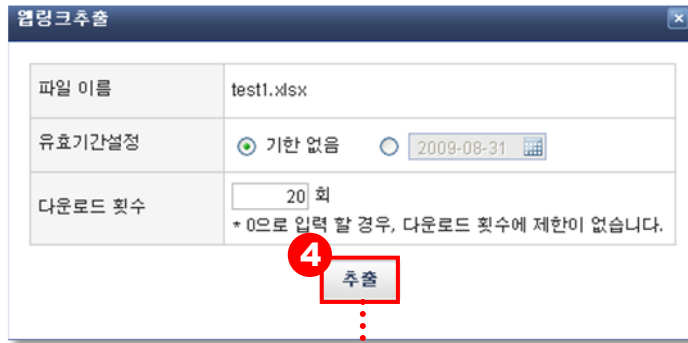 웹링크추출
파일 이름
test1.xlsx
유효기간설정
기한 없음
2009-08-31
다운로드 횟수
20 회
* 0으로 입력 할 경우, 다운로드 횟수에 제한이 없습니다.
4
추출